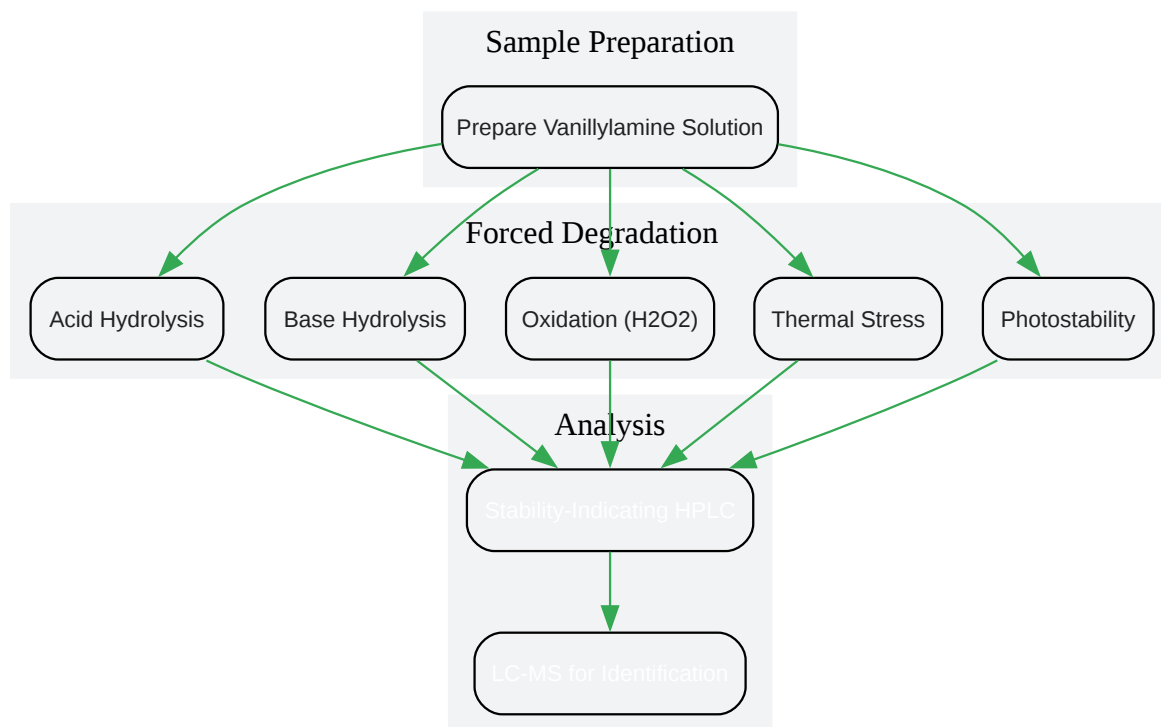 Sample Preparation
Prepare Vanillylamine Solution
Forced Degradation
Acid Hydrolysis
Base Hydrolysis
Oxidation (H2O2)
Thermal Stress
Photostability
Analysis
Stability-Indicating HPLC
LC-MS for Identification